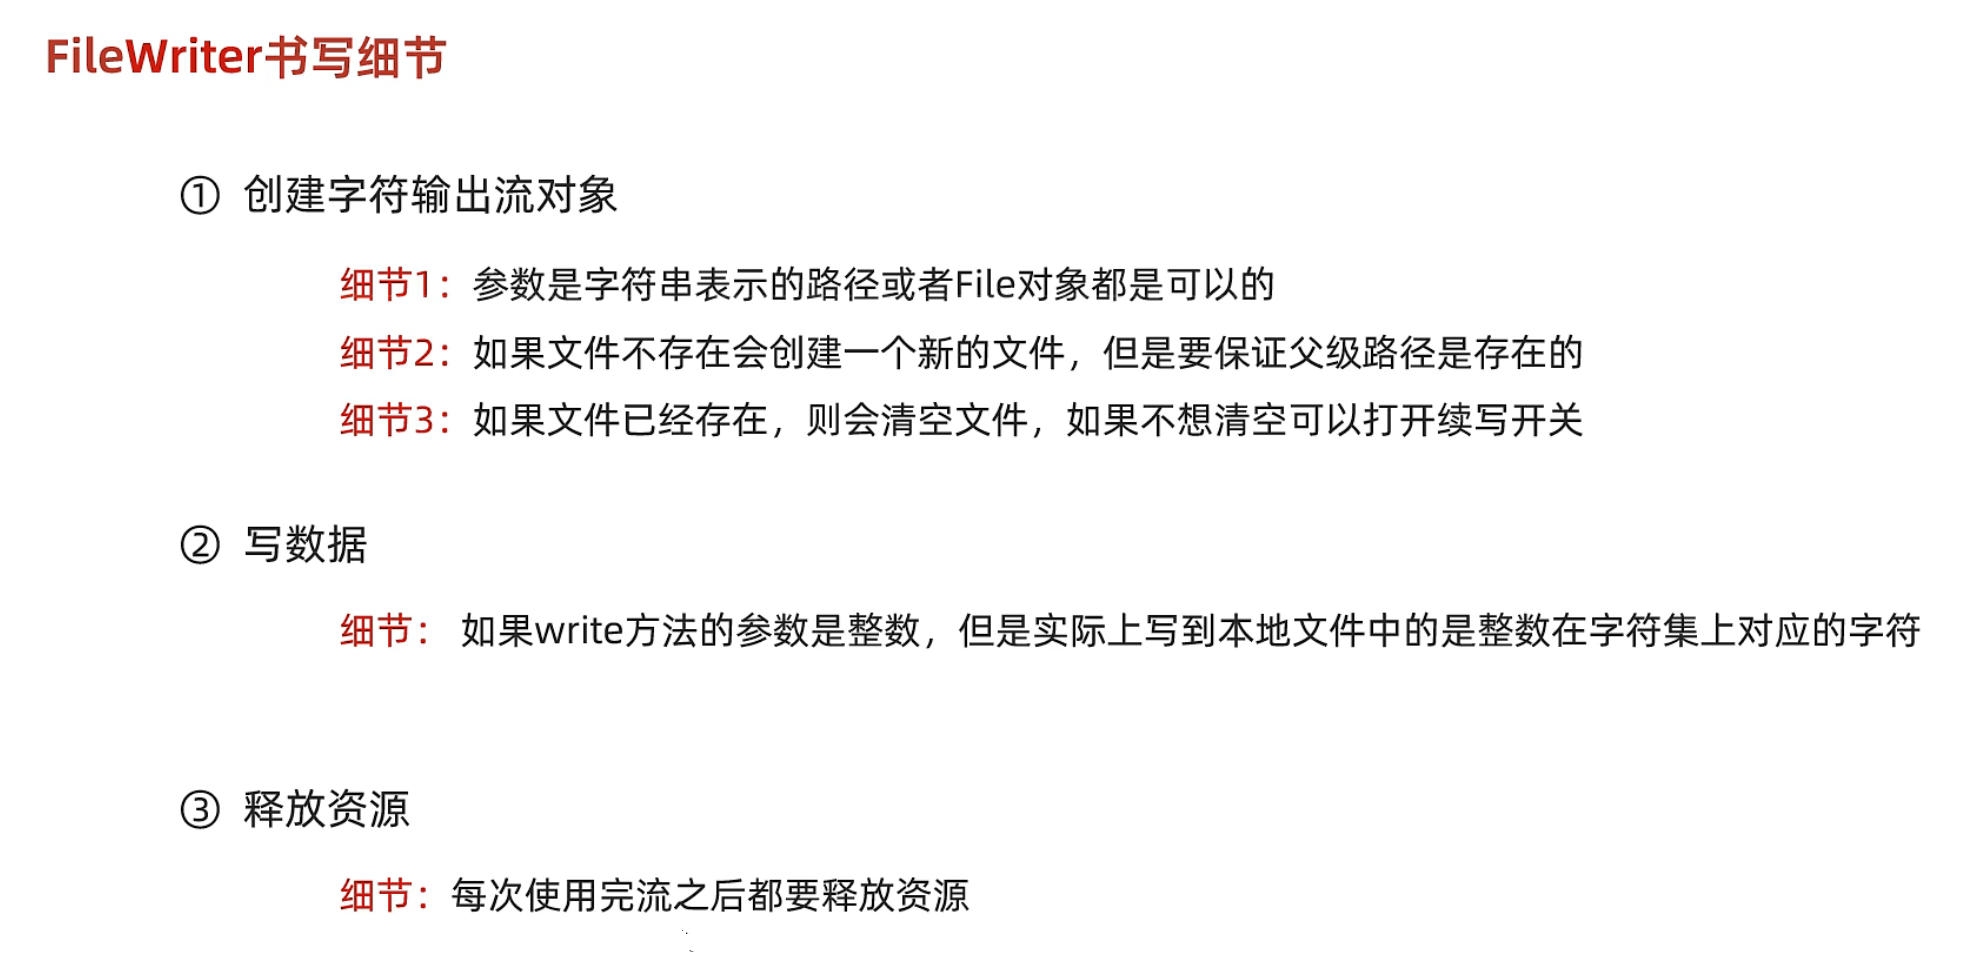 FileWriter书写细节
① 创建字符输出流对象
细节1：参数是字符串表示的路径或者File对象都是可以的
细节2：如果文件不存在会创建一个新的文件，但是要保证父级路径是存在的
细节3：如果文件已经存在，则会清空文件，如果不想清空可以打开续写开关
② 写数据
细节： 如果write方法的参数是整数，但是实际上写到本地文件中的是整数在字符集上对应的字符
③ 释放资源
细节：每次使用完流之后都要释放资源